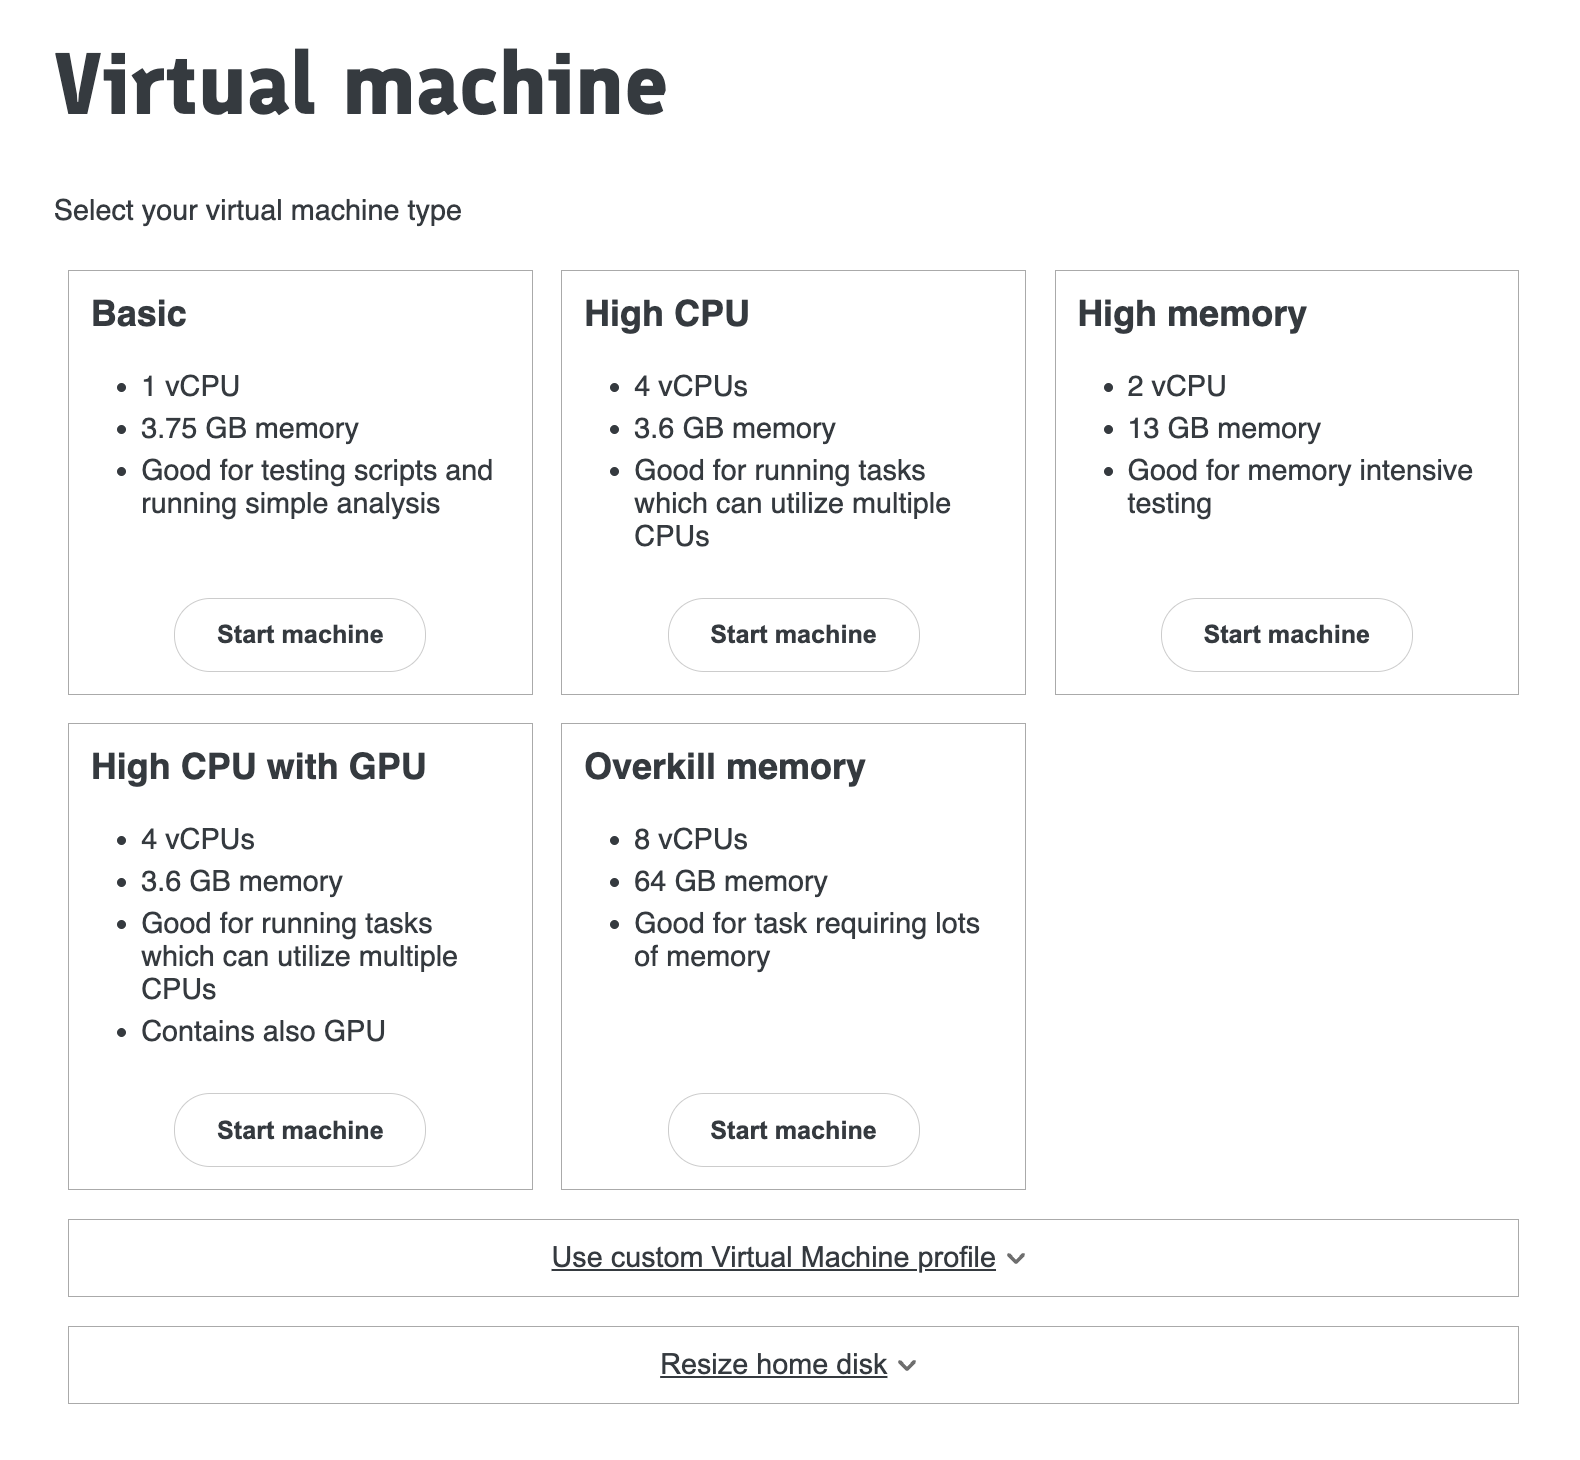 Virtual machine
Select your virtual machine type
Basic
1 vCPU
3.75 GB memory
Good for testing scripts and
running simple analysis
Start machine
High CPU
4 vCPUs
3.6 GB memory
Good for running tasks
which can utilize multiple
CPUs
Start machine
High memory
2 vCPU
13 GB memory
Good for memory intensive
testing
Start machine
High CPU with GPU
4 vCPUs
3.6 GB memory
Good for running tasks
which can utilize multiple
CPUs
Contains also GPU
Start machine
Overkill memory
8 vCPUs
64 GB memory
Good for task requiring lots
of memory
Start machine
Use custom Virtual Machine profile
Resize home disk